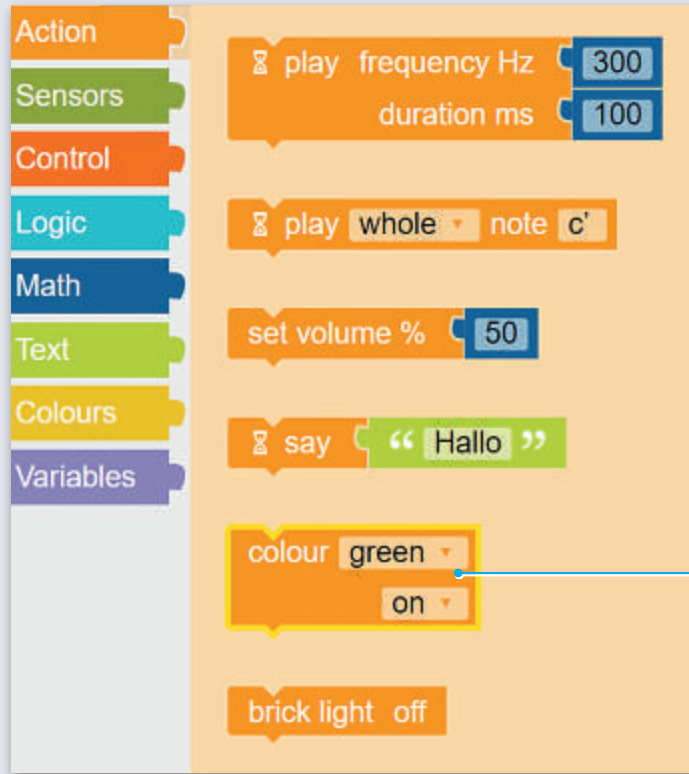 Action
Sensors
Control
Logic
Math
Text
Colours
Variables
play frequency Hz 300
duration ms 100
play whole note c'
set volume % 50
say “ Hallo ”
colour green
on
brick light off